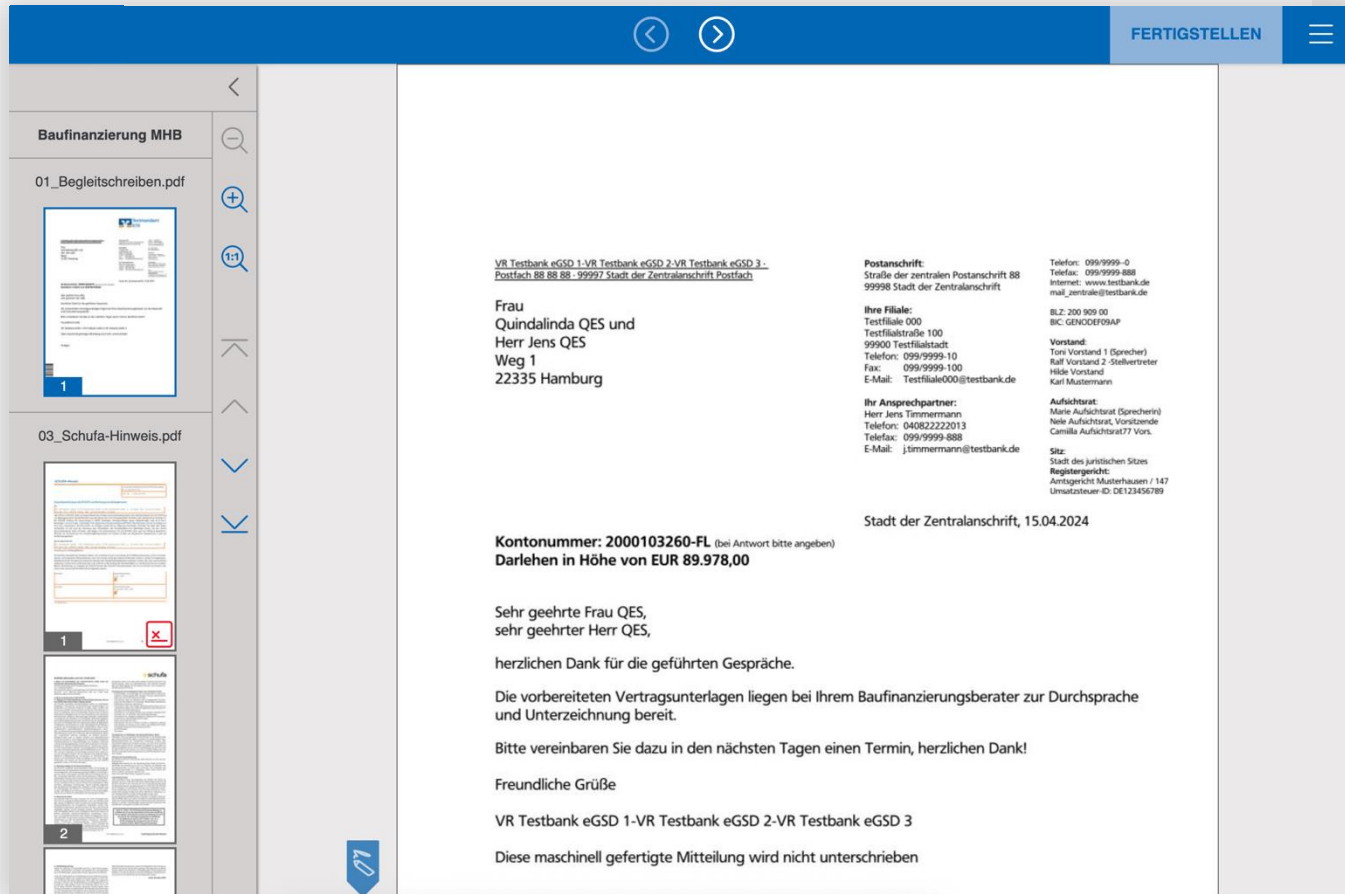 FERTIGSTELLEN
Baufinanzierung MHB
01_Begleitschreiben.pdf
1
03_Schufa-Hinweis.pdf
1
schufa
2
1:1
VR Testbank eGSD 1-VR Testbank eGSD 2-VR Testbank eGSD 3 -
Postfach 88 88 88 - 99997 Stadt der Zentralanschrift Postfach
Frau
Quindalinda QES und
Herr Jens QES
Weg 1
22335 Hamburg
Postanschrift:
Straße der zentralen Postanschrift 88
99998 Stadt der Zentralanschrift
Ihre Filiale:
Testfiliale 000
Testfilialstraße 100
99900 Testfilialstadt
Telefon: 099/9999-10
Fax: 099/9999-100
E-Mail: Testfiliale000@testbank.de
Ihr Ansprechpartner:
Herr Jens Timmermann
Telefon: 040822222013
Telefax: 099/9999-888
E-Mail: j.timmermann@testbank.de
Telefon: 099/9999--0
Telefax: 099/9999-888
Internet: www.testbank.de
mail_zentrale@testbank.de
BLZ: 200 909 00
BIC: GENODEF09AP
Vorstand:
Toni Vorstand 1 (Sprecher)
Ralf Vorstand 2 -Stellvertreter
Hilde Vorstand
Karl Mustermann
Aufsichtsrat:
Marie Aufsichtsrat (Sprecherin)
Nele Aufsichtsrat, Vorsitzende
Camiilla Aufsichtsrat77 Vors.
Sitz:
Stadt des juristischen Sitzes
Registergericht:
Amtsgericht Musterhausen / 147
Umsatzsteuer-ID: DE123456789
Stadt der Zentralanschrift, 15.04.2024
Kontonummer: 2000103260-FL (bei Antwort bitte angeben)
Darlehen in Höhe von EUR 89.978,00
Sehr geehrte Frau QES,
sehr geehrter Herr QES,
herzlichen Dank für die geführten Gespräche.
Die vorbereiteten Vertragsunterlagen liegen bei Ihrem Baufinanzierungsberater zur Durchsprache
und Unterzeichnung bereit.
Bitte vereinbaren Sie dazu in den nächsten Tagen einen Termin, herzlichen Dank!
Freundliche Grüße
VR Testbank eGSD 1-VR Testbank eGSD 2-VR Testbank eGSD 3
Diese maschinell gefertigte Mitteilung wird nicht unterschrieben